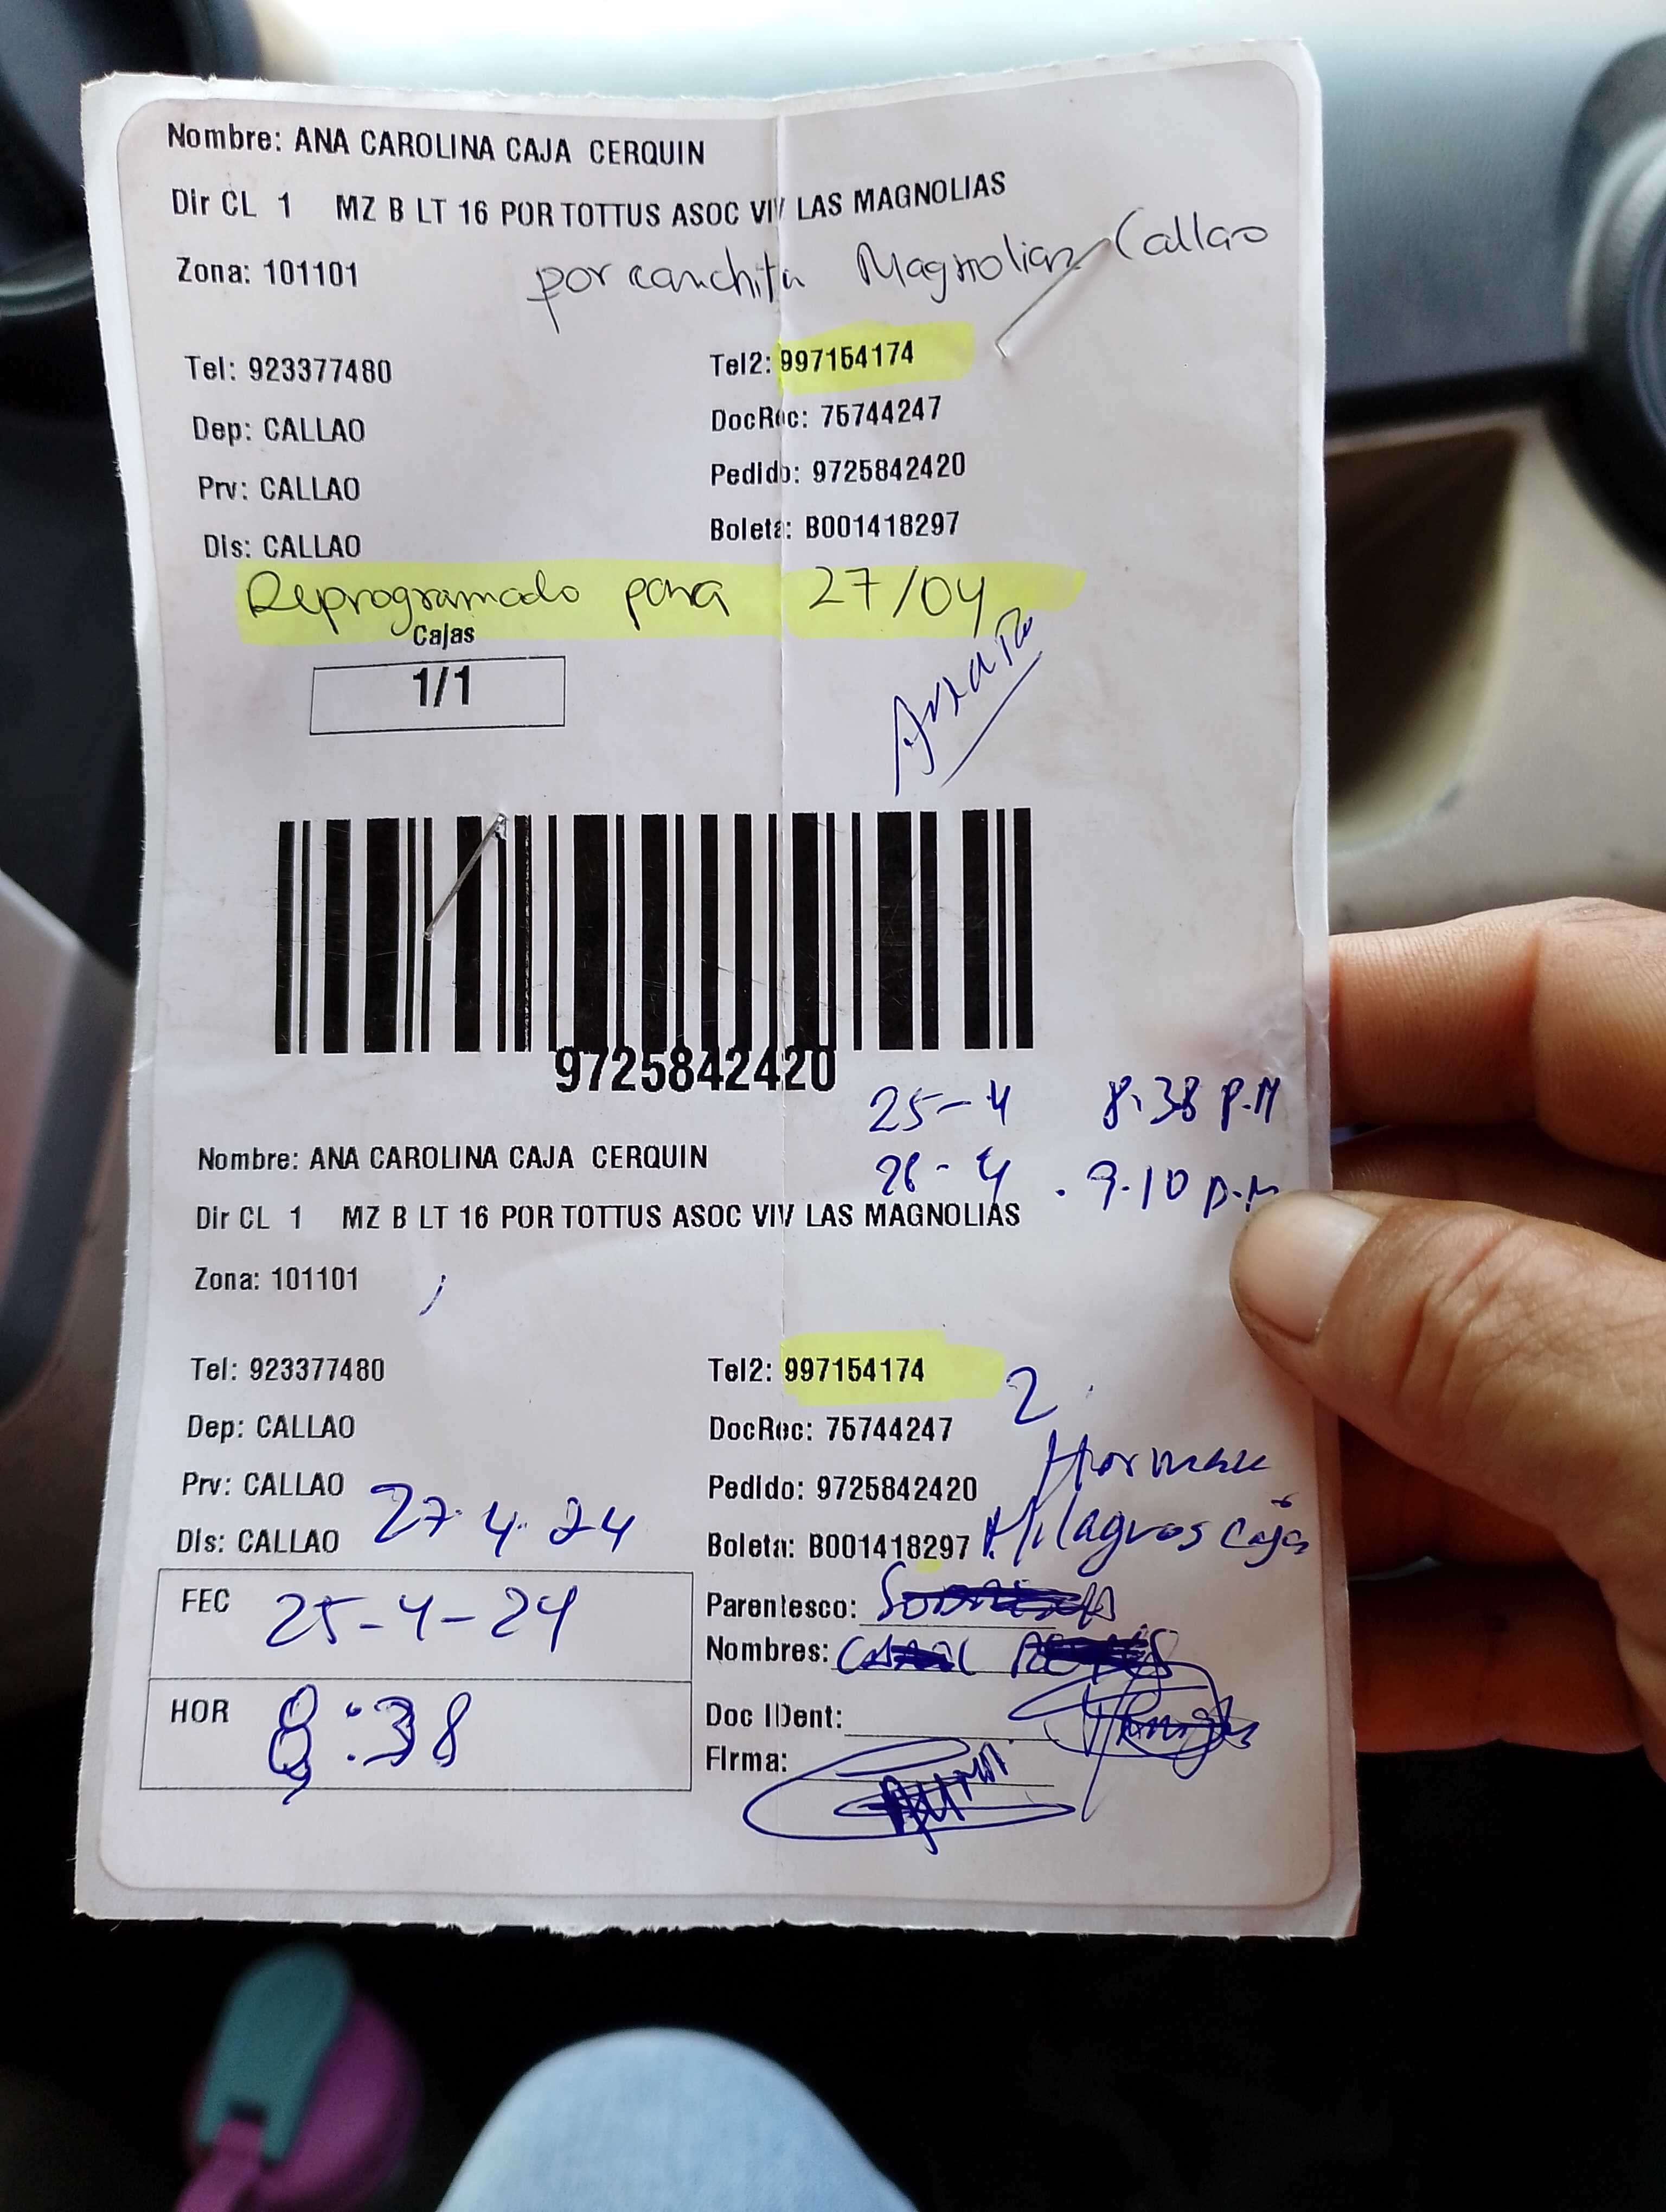 Nombre: ANA CAROLINA CAJA CERQUIN
Dir CL 1 MZ B LT 16 POR TOTTUS ASOC VIV LAS MAGNOLIAS
Zona: 101101
por canchita Magnolias Callao
Tel: 923377480 Tel2: 997154174
Dep: CALLAO DocRec: 75744247
Prv: CALLAO Pedido: 9725842420
Dis: CALLAO Boleta: B001418297
Reprogramado para 27/04
Cajas
1/1
9725842420
25-4 8:38 P.M
26-4 . 9.10 p.m
Nombre: ANA CAROLINA CAJA CERQUIN
Dir CL 1 MZ B LT 16 POR TOTTUS ASOC VIV LAS MAGNOLIAS
Zona: 101101
Tel: 923377480 Tel2: 997154174 2
Dep: CALLAO DocRec: 75744247
Prv: CALLAO Pedido: 9725842420
Dis: CALLAO 27.4.24 Boleta: B001418297 Milagros Caja
FEC 25-4-24 Parentesco:
Nombres:
HOR 8:38 Doc IDent:
Firma: